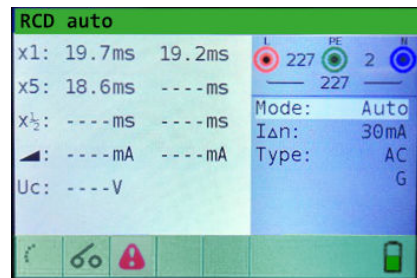 RCD auto
x1: 19.7ms 19.2ms
x5: 18.6ms ----ms
x½: ----ms ----ms
◢: ----mA ----mA
Uc: ----V
L PE N
227 2
227
Mode: Auto
I∆n: 30mA
Type: AC
G